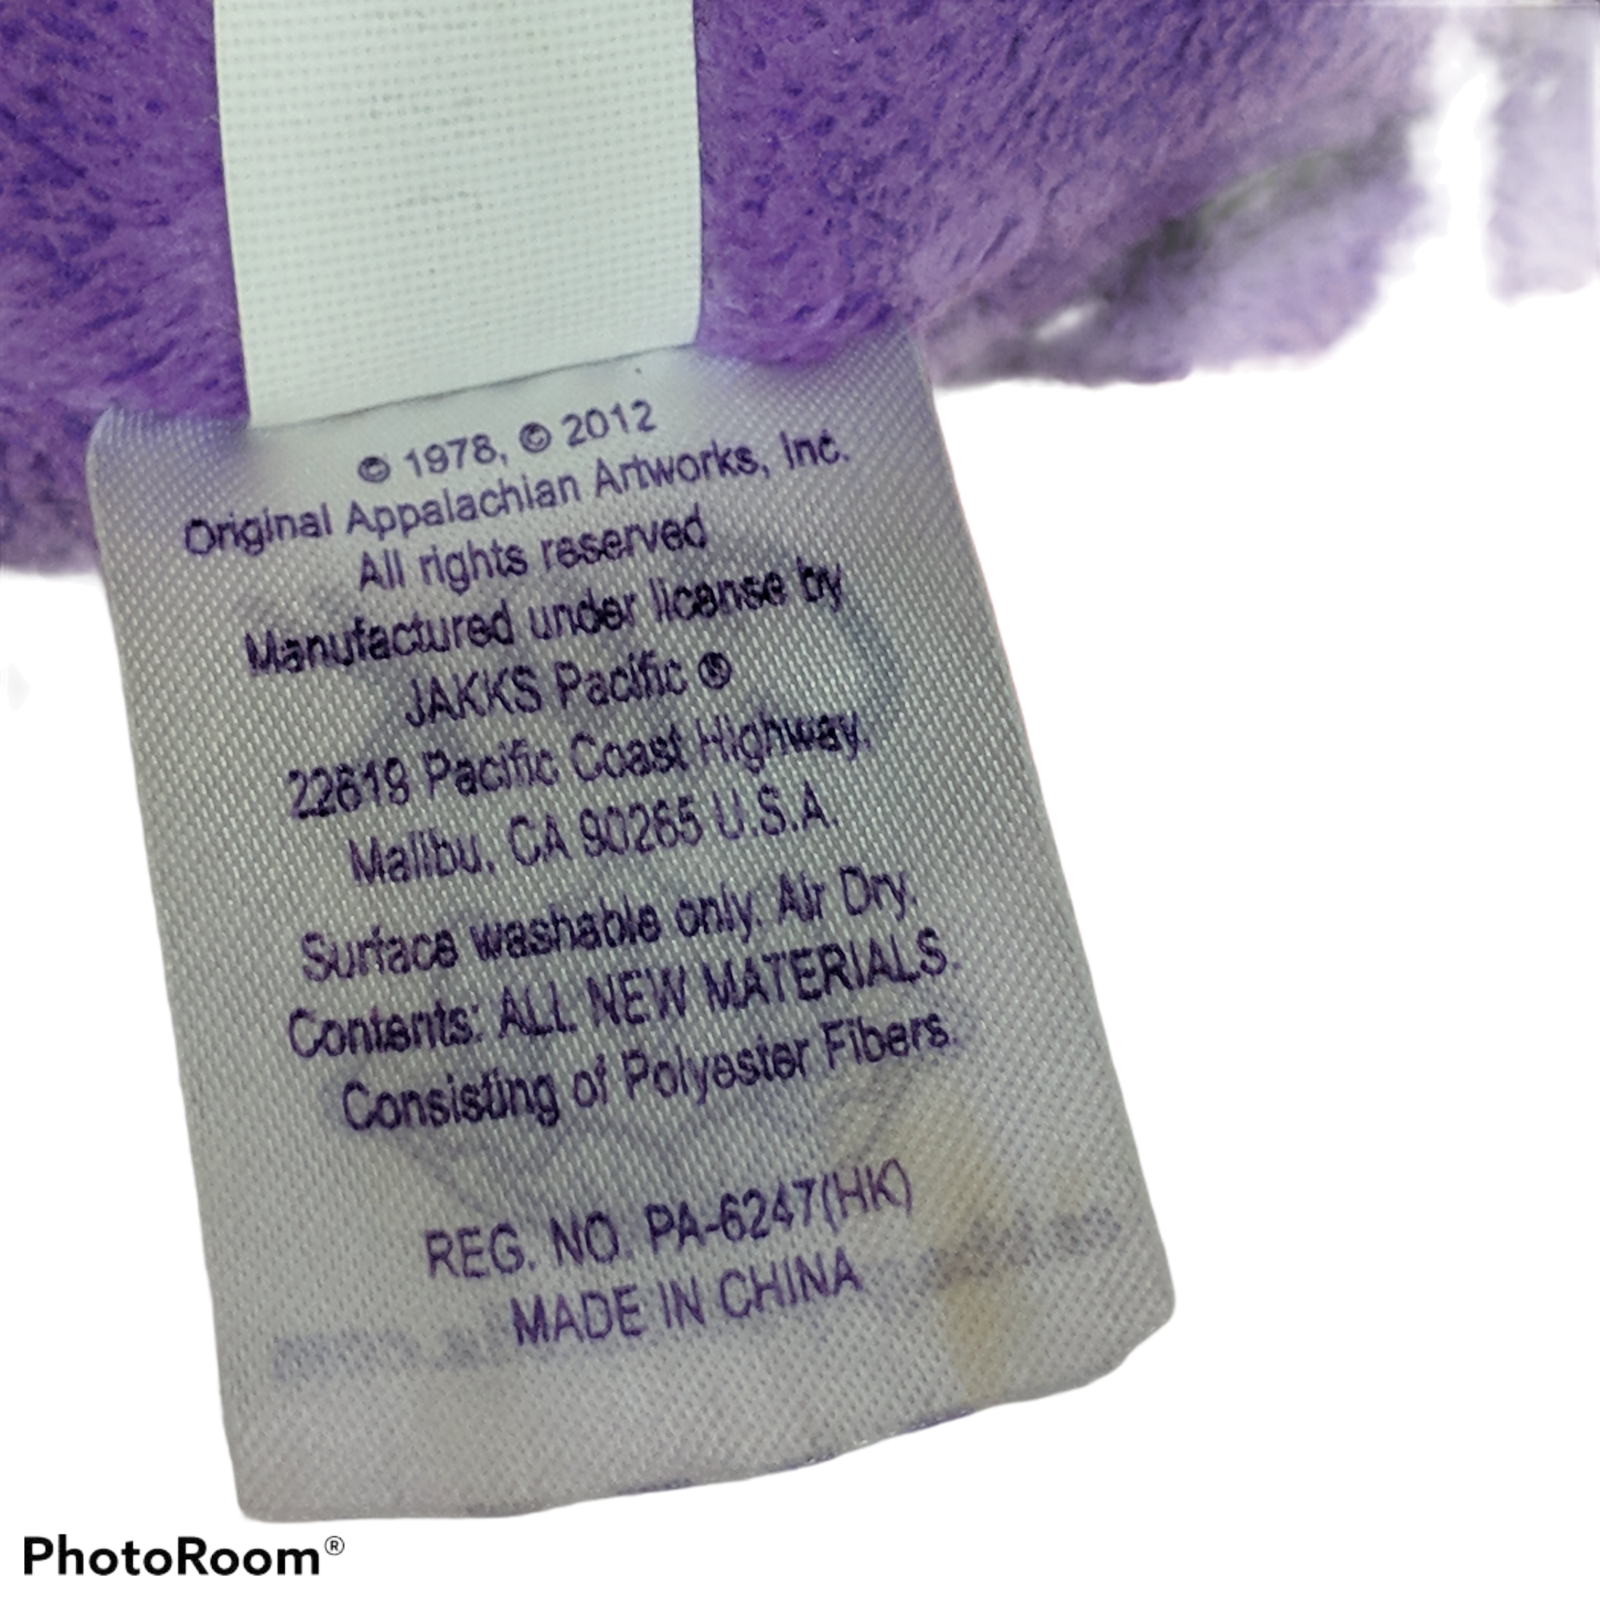 © 1978, © 2012
Original Appalachian Artworks, Inc.
All rights reserved
Manufactured under license by
JAKKS Pacific ®
22619 Pacific Coast Highway,
Malibu, CA 90265 U.S.A.
Surface washable only. Air Dry.
Contents: ALL NEW MATERIALS.
Consisting of Polyester Fibers.
REG. NO. PA-6247(HK)
MADE IN CHINA
PhotoRoom®